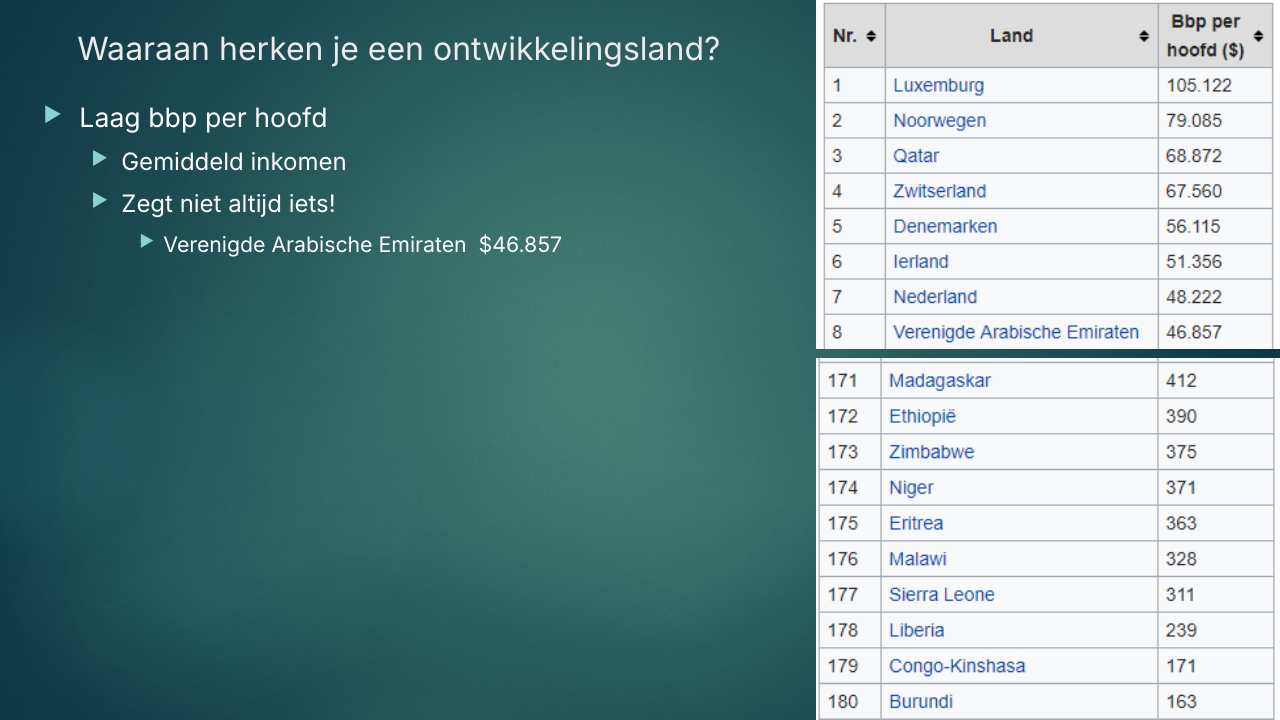 Waaraan herken je een ontwikkelingsland?
Laag bbp per hoofd
Gemiddeld inkomen
Zegt niet altijd iets!
Verenigde Arabische Emiraten $46.857
Nr. Land Bbp per hoofd ($)
1 Luxemburg 105.122
2 Noorwegen 79.085
3 Qatar 68.872
4 Zwitserland 67.560
5 Denemarken 56.115
6 Ierland 51.356
7 Nederland 48.222
8 Verenigde Arabische Emiraten 46.857
171 Madagaskar 412
172 Ethiopië 390
173 Zimbabwe 375
174 Niger 371
175 Eritrea 363
176 Malawi 328
177 Sierra Leone 311
178 Liberia 239
179 Congo-Kinshasa 171
180 Burundi 163